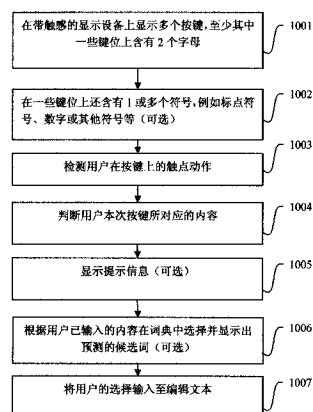 在带触感的显示设备上显示多个按键,至少其中
一些键位上含有2个字母
1001
在一些键位上还含有1或多个符号,例如标点符
号、数字或其他符号等（可选）
1002
检测用户在按键上的触点动作
1003
判断用户本次按键所对应的内容
1004
显示提示信息（可选）
1005
根据用户已输入的内容在词典中选择并显示出
预测的候选词（可选）
1006
将用户的选择输入至编辑文本
1007